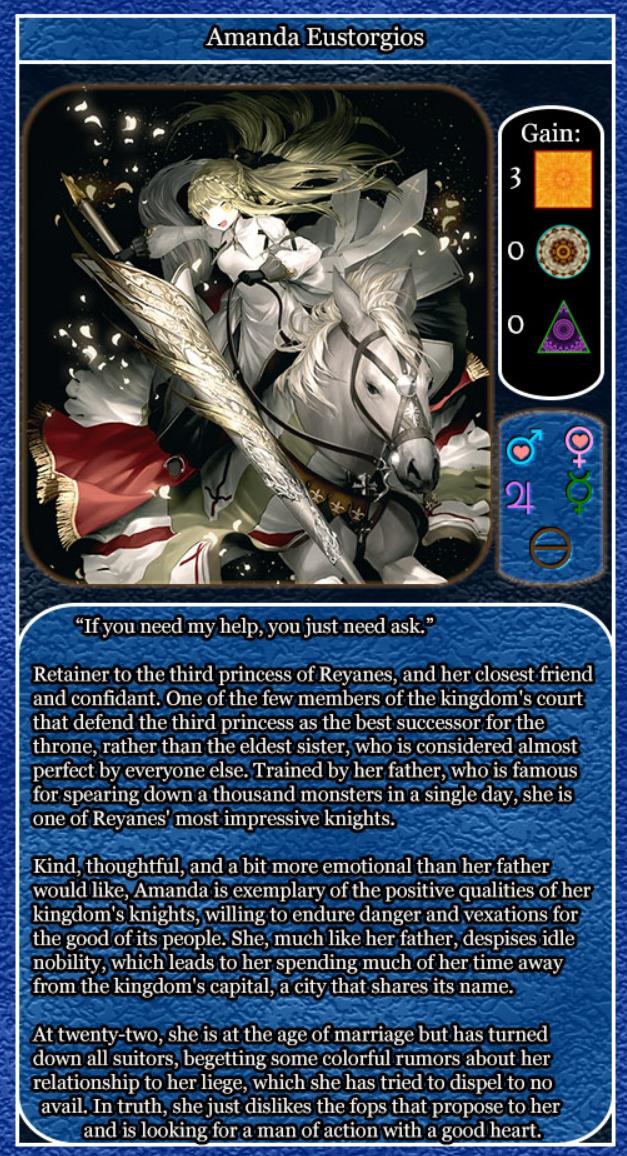 Amanda Eustorgios
Gain:
3
0
0
“If you need my help, you just need ask.”
Retainer to the third princess of Reyanes, and her closest friend
and confidant. One of the few members of the kingdom's court
that defend the third princess as the best successor for the
throne, rather than the eldest sister, who is considered almost
perfect by everyone else. Trained by her father, who is famous
for spearing down a thousand monsters in a single day, she is
one of Reyanes' most impressive knights.
Kind, thoughtful, and a bit more emotional than her father
would like, Amanda is exemplary of the positive qualities of her
kingdom's knights, willing to endure danger and vexations for
the good of its people. She, much like her father, despises idle
nobility, which leads to her spending much of her time away
from the kingdom's capital, a city that shares its name.
At twenty-two, she is at the age of marriage but has turned
down all suitors, begetting some colorful rumors about her
relationship to her liege, which she has tried to dispel to no
avail. In truth, she just dislikes the fops that propose to her
and is looking for a man of action with a good heart.